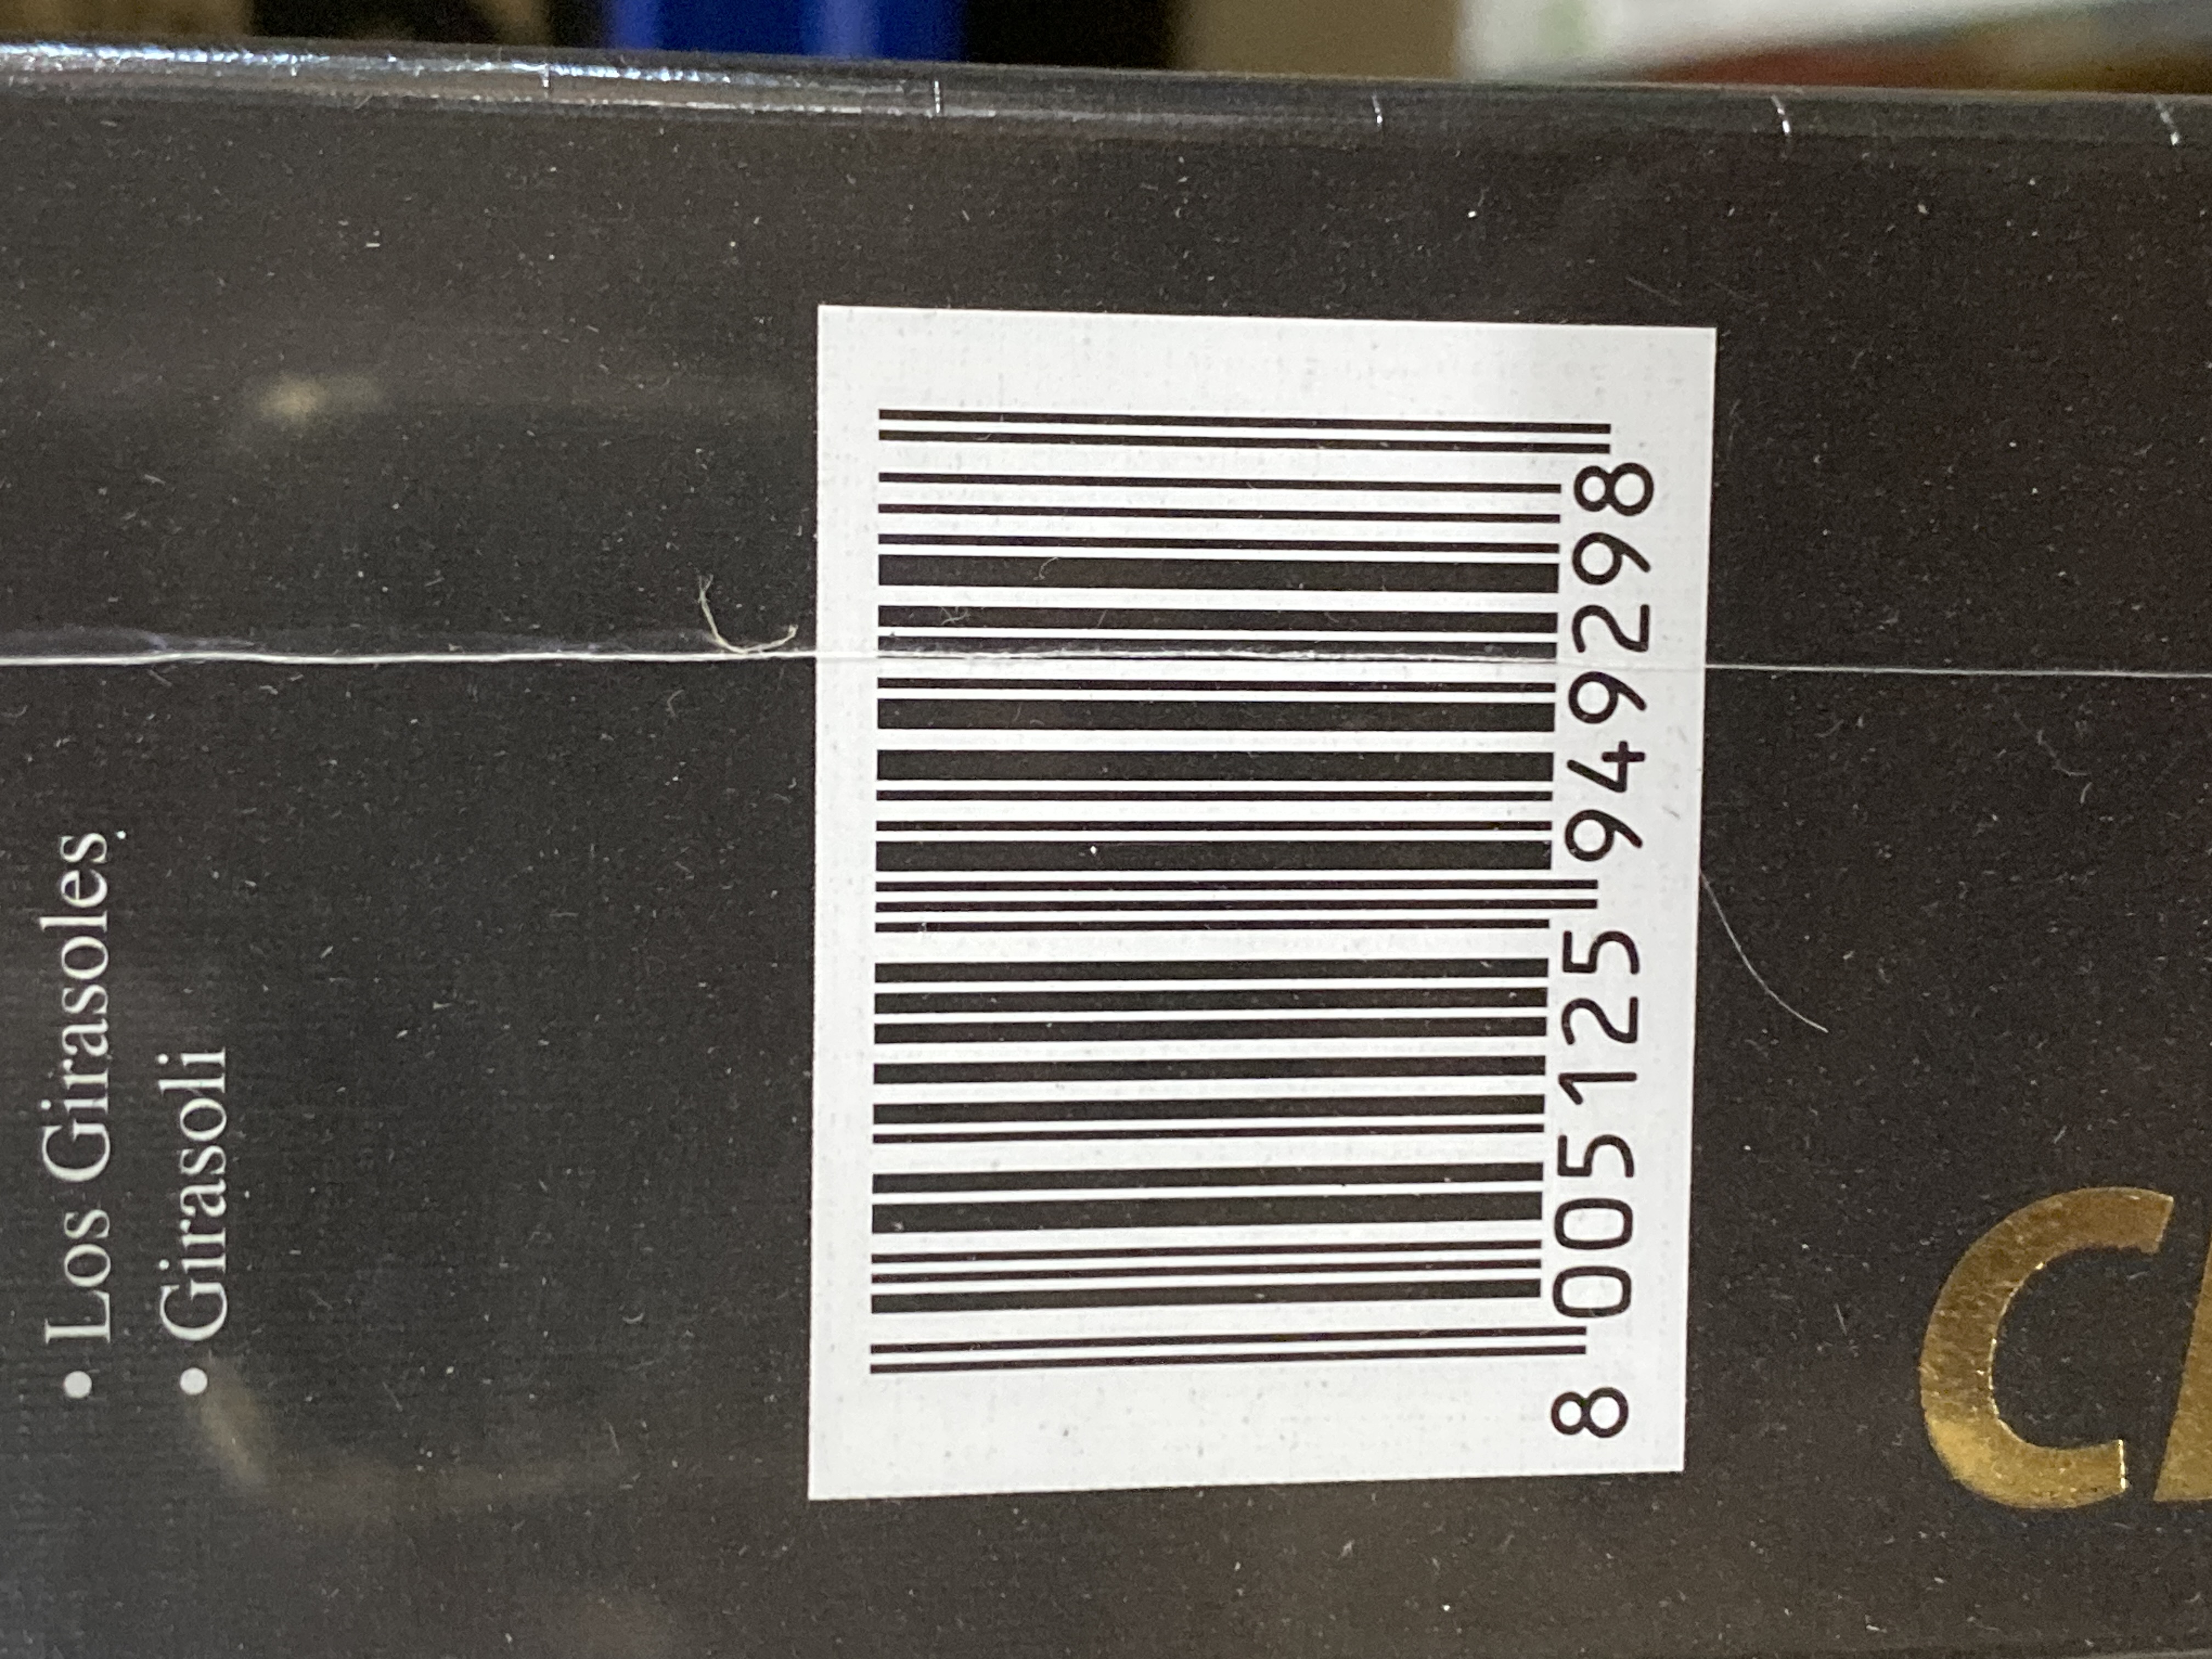 • Los Girasoles
• Girasoli
8 005125 949298
C